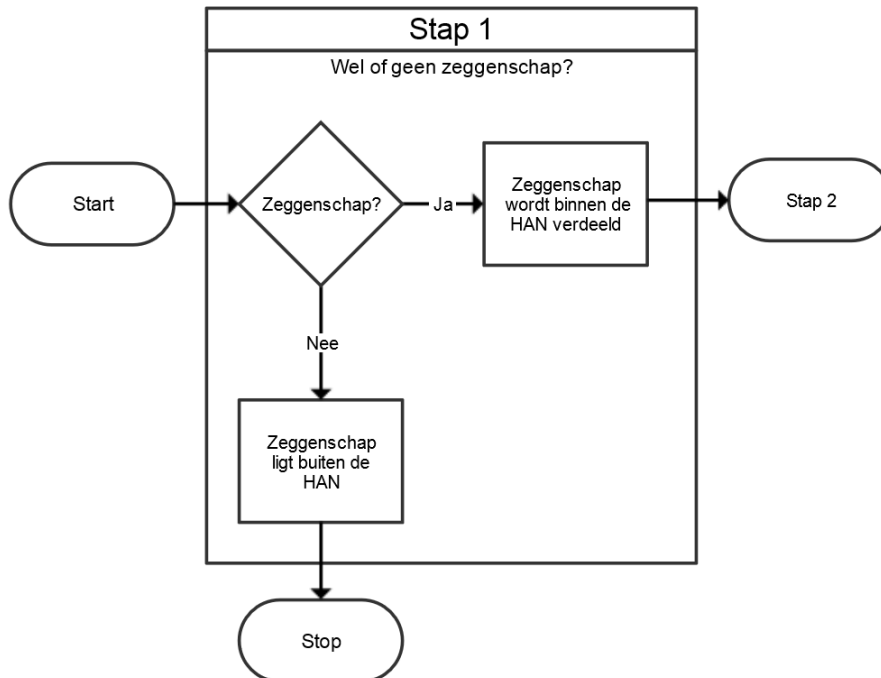 Stap 1
Wel of geen zeggenschap?
Start
Zeggenschap?
Ja
Zeggenschap
wordt binnen de
HAN verdeeld
Stap 2
Nee
Zeggenschap
ligt buiten de
HAN
Stop